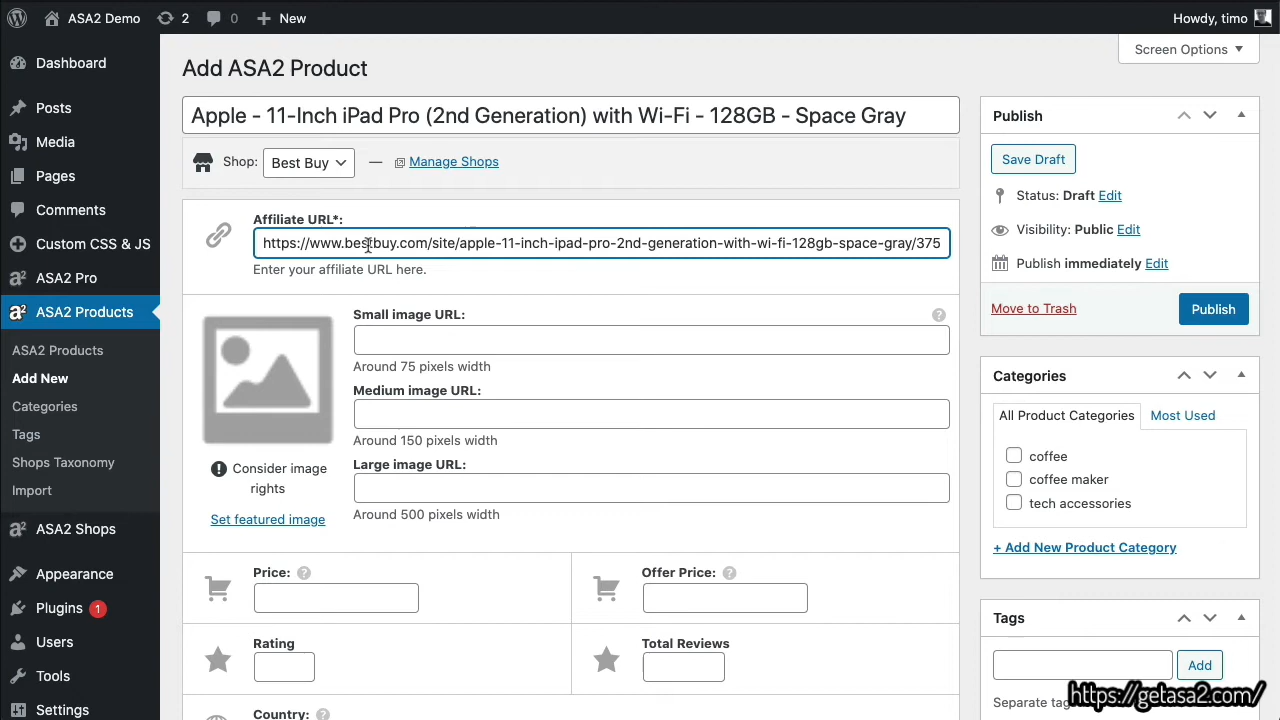 ASA2 Demo 2 0 + New Howdy, timo
Screen Options ▼
Dashboard
Posts
Media
Pages
Comments
Custom CSS & JS
ASA2 Pro
ASA2 Products
ASA2 Products
Add New
Categories
Tags
Shops Taxonomy
Import
ASA2 Shops
Appearance
Plugins 1
Users
Tools
Settings
Add ASA2 Product
Apple - 11-Inch iPad Pro (2nd Generation) with Wi-Fi - 128GB - Space Gray
Shop: Best Buy — Manage Shops
Affiliate URL*:
https://www.bestbuy.com/site/apple-11-inch-ipad-pro-2nd-generation-with-wi-fi-128gb-space-gray/375
Enter your affiliate URL here.
Small image URL: ?
Around 75 pixels width
Medium image URL:
Around 150 pixels width
Large image URL:
Around 500 pixels width
! Consider image
rights
Set featured image
Price: ?
Offer Price: ?
Rating
Total Reviews
Country: ?
Publish
Save Draft
Status: Draft Edit
Visibility: Public Edit
Publish immediately Edit
Move to Trash
Publish
Categories
All Product Categories Most Used
coffee
coffee maker
tech accessories
+ Add New Product Category
Tags
Add
Separate
https://getasa2.com/